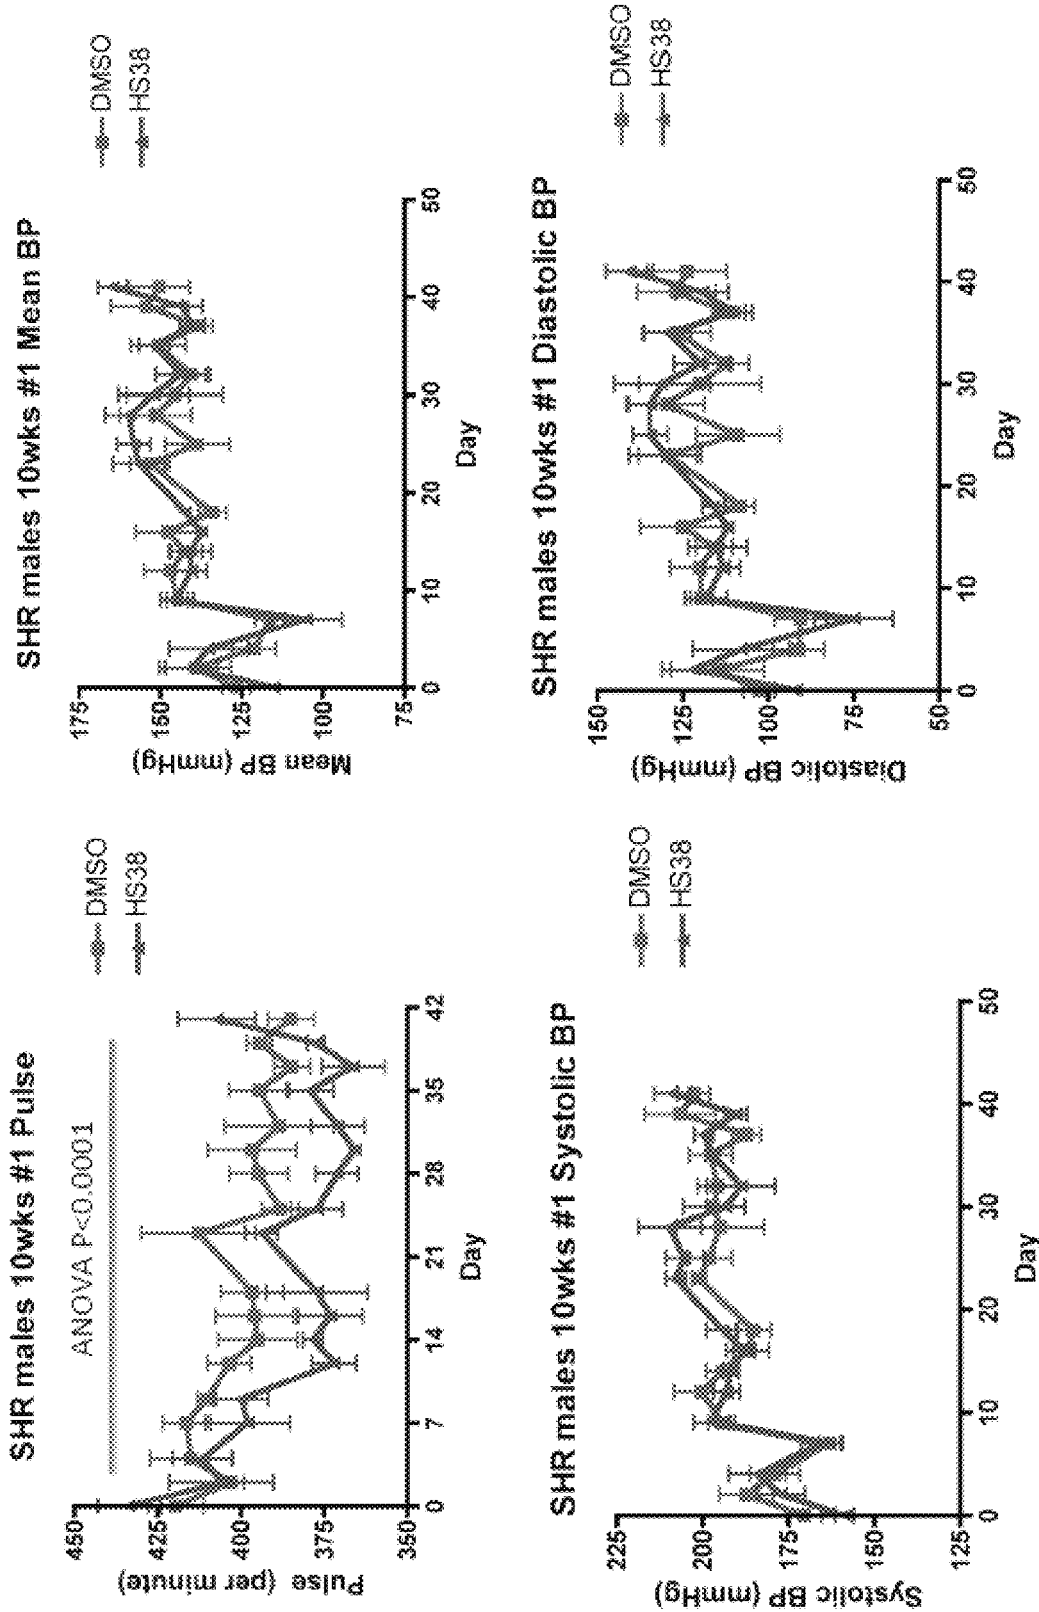 SHR males 10wks #1 Pulse
ANOVA P<0.0001
DMSO
HS38
450
425
400
375
350
Pulse (per minute)
0
7
14
21
28
35
42
Day
SHR males 10wks #1 Mean BP
DMSO
HS38
175
150
125
100
75
Mean BP (mmHg)
0
10
20
30
40
50
Day
SHR males 10wks #1 Systolic BP
DMSO
HS38
225
200
175
150
125
Systolic BP (mmHg)
0
10
20
30
40
50
Day
SHR males 10wks #1 Diastolic BP
DMSO
HS38
150
125
100
75
50
Diastolic BP (mmHg)
0
10
20
30
40
50
Day